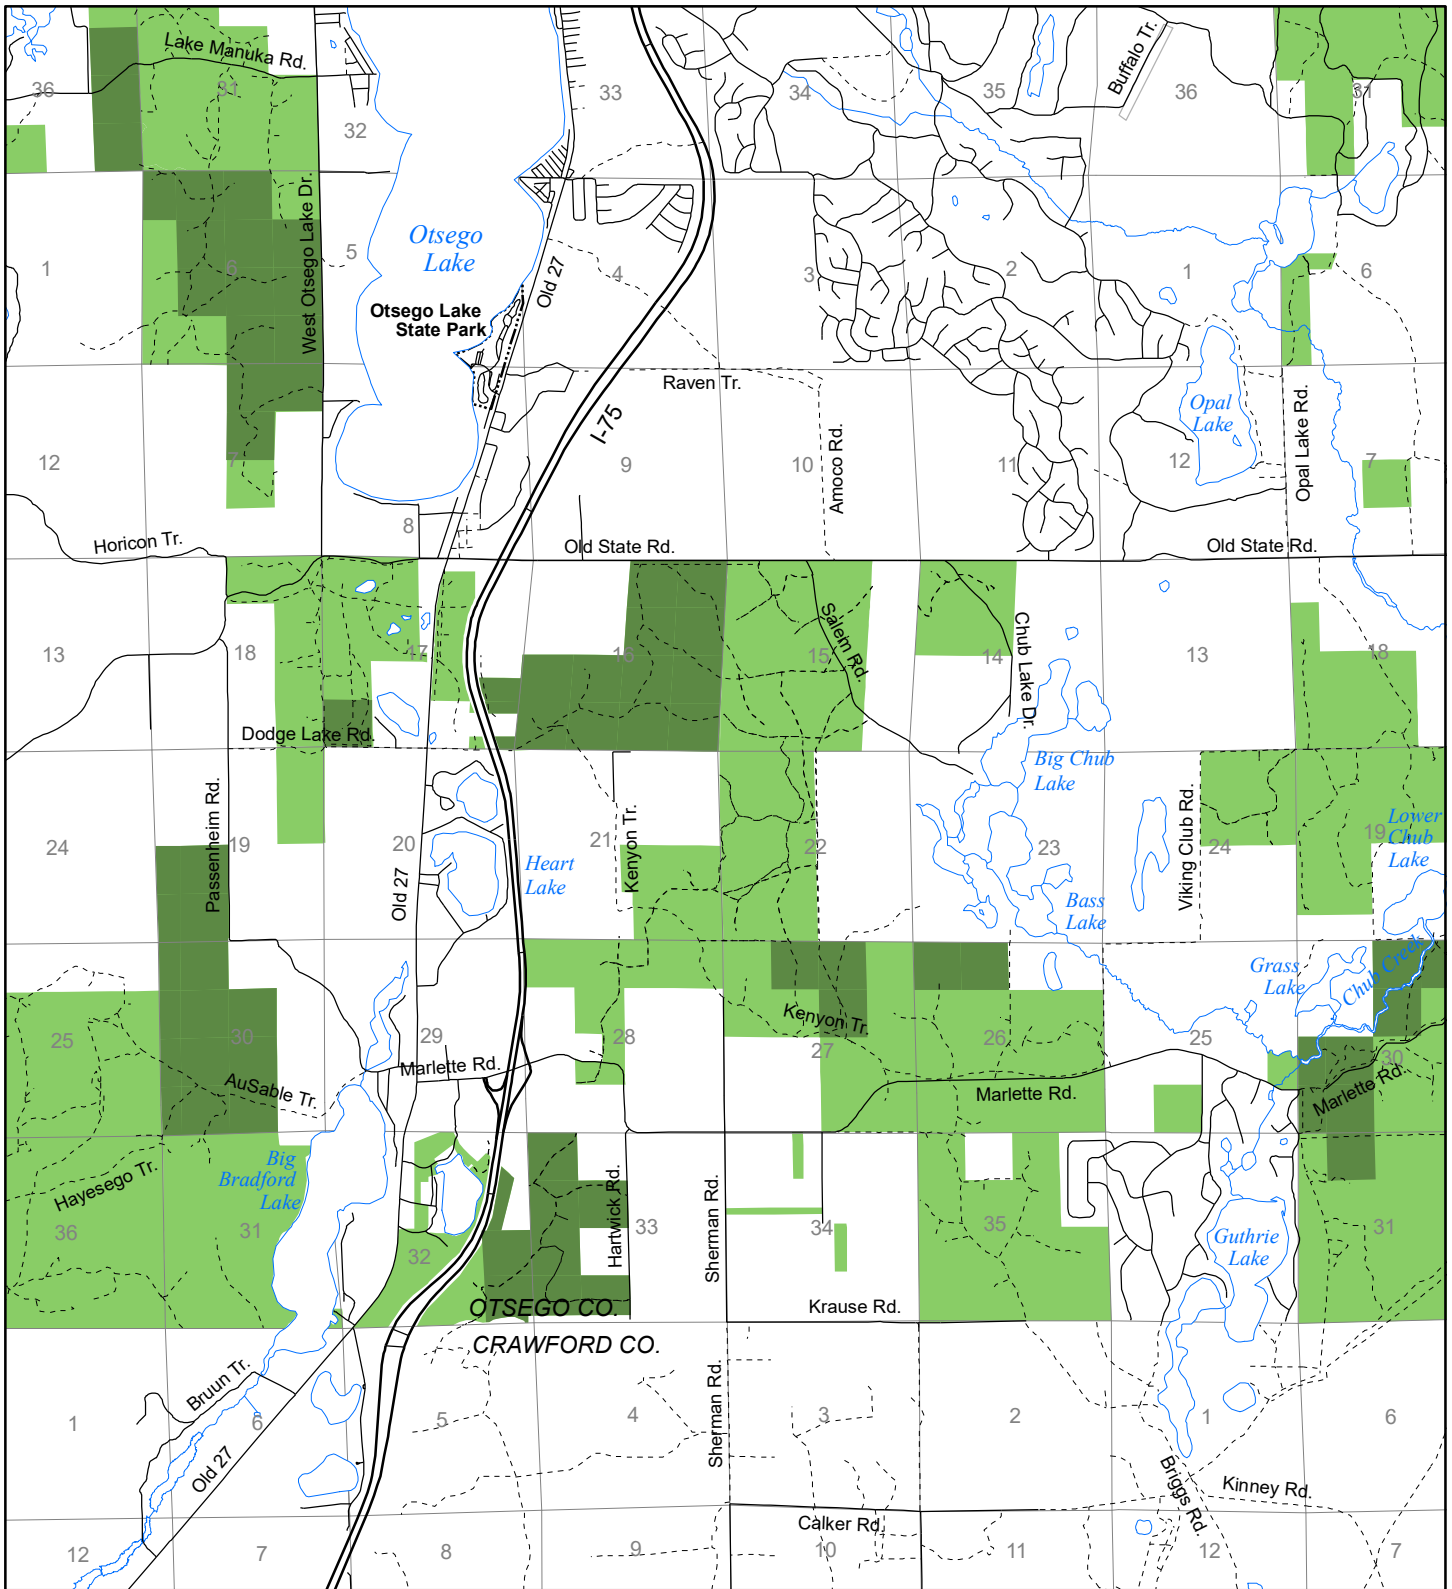 Lake Manuka Rd.
36
31
32
33
34
35
Buffalo Tr.
36
31
West Otsego Lake Dr.
1
6
5
Otsego
Lake
Otsego Lake
State Park
Old 27
4
3
2
1
6
Raven Tr.
I-75
Opal
Lake
Opal Lake Rd.
12
7
8
9
10
Amoco Rd.
11
12
7
Horicon Tr.
Old State Rd.
Old State Rd.
13
18
17
16
15
Salem Rd.
14
Chub Lake Dr.
13
18
Dodge Lake Rd.
Big Chub
Lake
Passenheim Rd.
24
19
20
Old 27
Heart
Lake
21
Kenyon Tr.
22
23
Bass
Lake
Viking Club Rd.
24
19
Lower
Chub
Lake
Grass
Lake
Chub Creek
25
30
29
28
Kenyon Tr.
27
26
25
30
AuSable Tr.
Marlette Rd.
Marlette Rd.
Marlette Rd.
Hayesego Tr.
Big
Bradford
Lake
36
31
32
Hartwick Rd.
33
Sherman Rd.
34
35
Guthrie
Lake
31
OTSEGO CO.
Krause Rd.
CRAWFORD CO.
Bruun Tr.
1
6
Old 27
5
4
Sherman Rd.
3
2
1
6
Briggs Rd.
Kinney Rd.
Calker Rd.
12
7
8
9
10
11
12
7